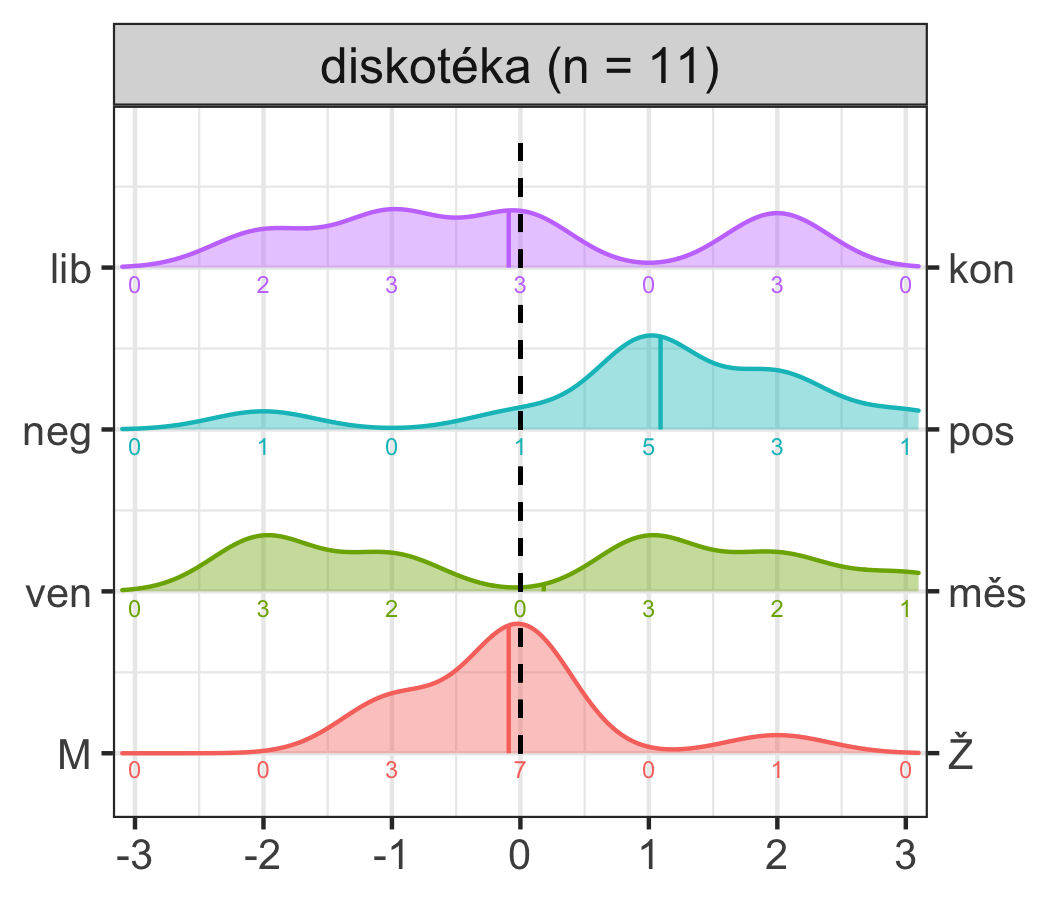 diskotéka (n = 11)
lib kon
0 2 3 3 0 3 0
neg pos
0 1 0 1 5 3 1
ven měs
0 3 2 0 3 2 1
M Ž
0 0 3 7 0 1 0
-3 -2 -1 0 1 2 3